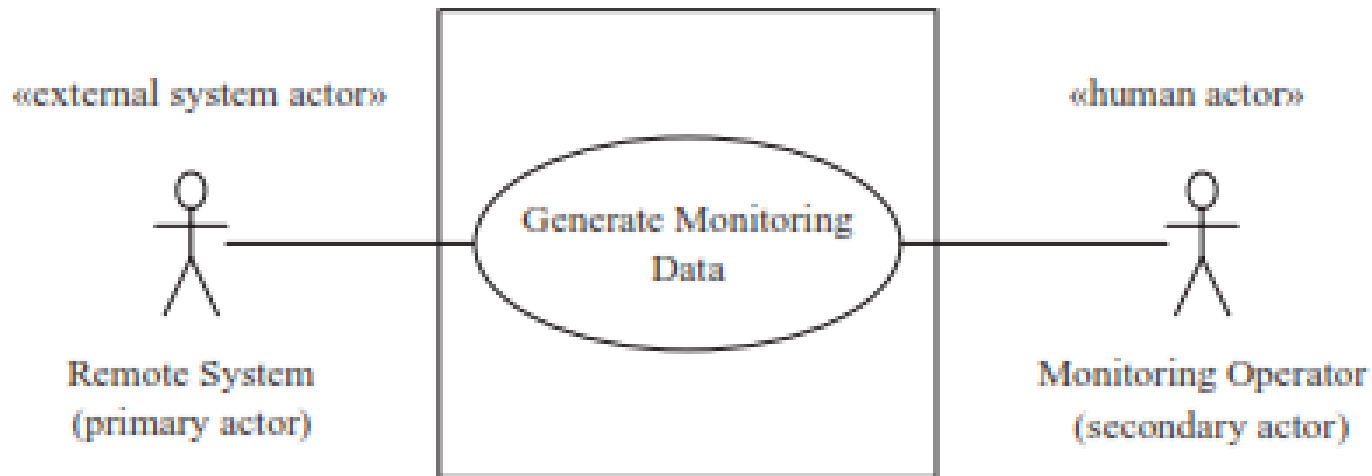 «external system actor»
«human actor»
Generate Monitoring
Data
Remote System
(primary actor)
Monitoring Operator
(secondary actor)